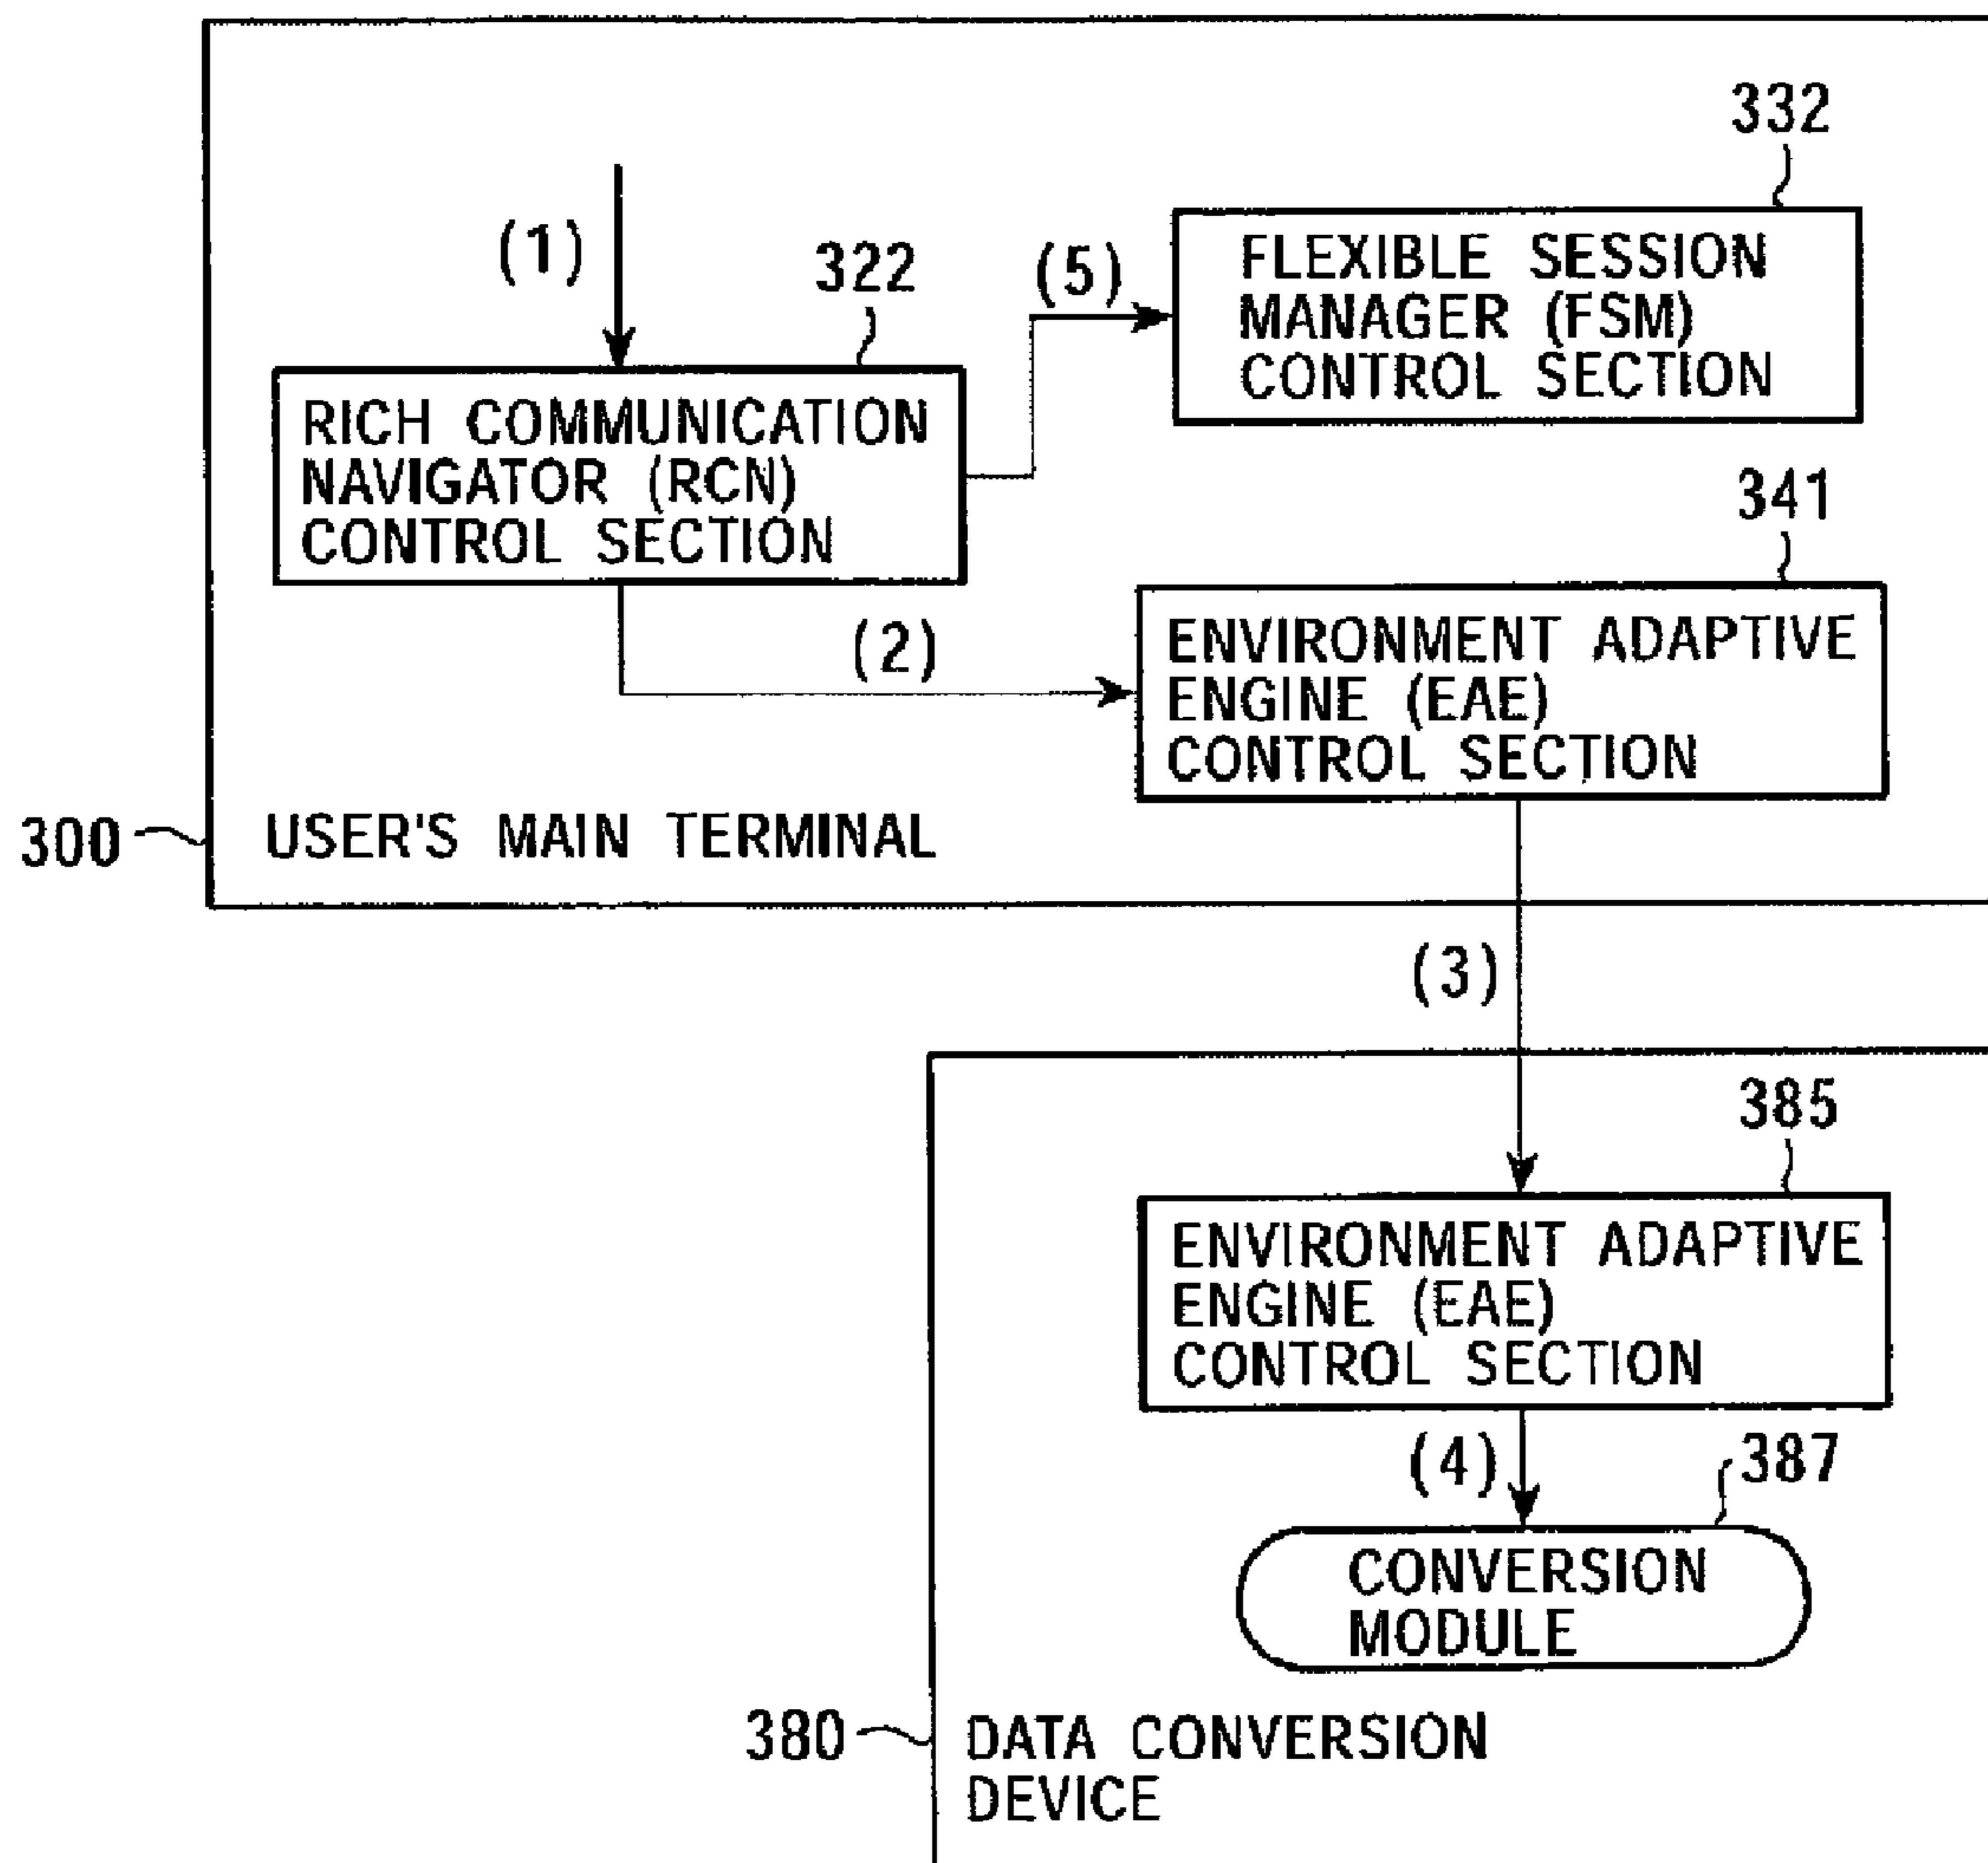 332
(1)
322
(5)
FLEXIBLE SESSION
MANAGER (FSM)
CONTROL SECTION
RICH COMMUNICATION
NAVIGATOR (RCN)
CONTROL SECTION
341
(2)
ENVIRONMENT ADAPTIVE
ENGINE (EAE)
CONTROL SECTION
300
USER'S MAIN TERMINAL
(3)
385
ENVIRONMENT ADAPTIVE
ENGINE (EAE)
CONTROL SECTION
(4)
387
CONVERSION
MODULE
380
DATA CONVERSION
DEVICE